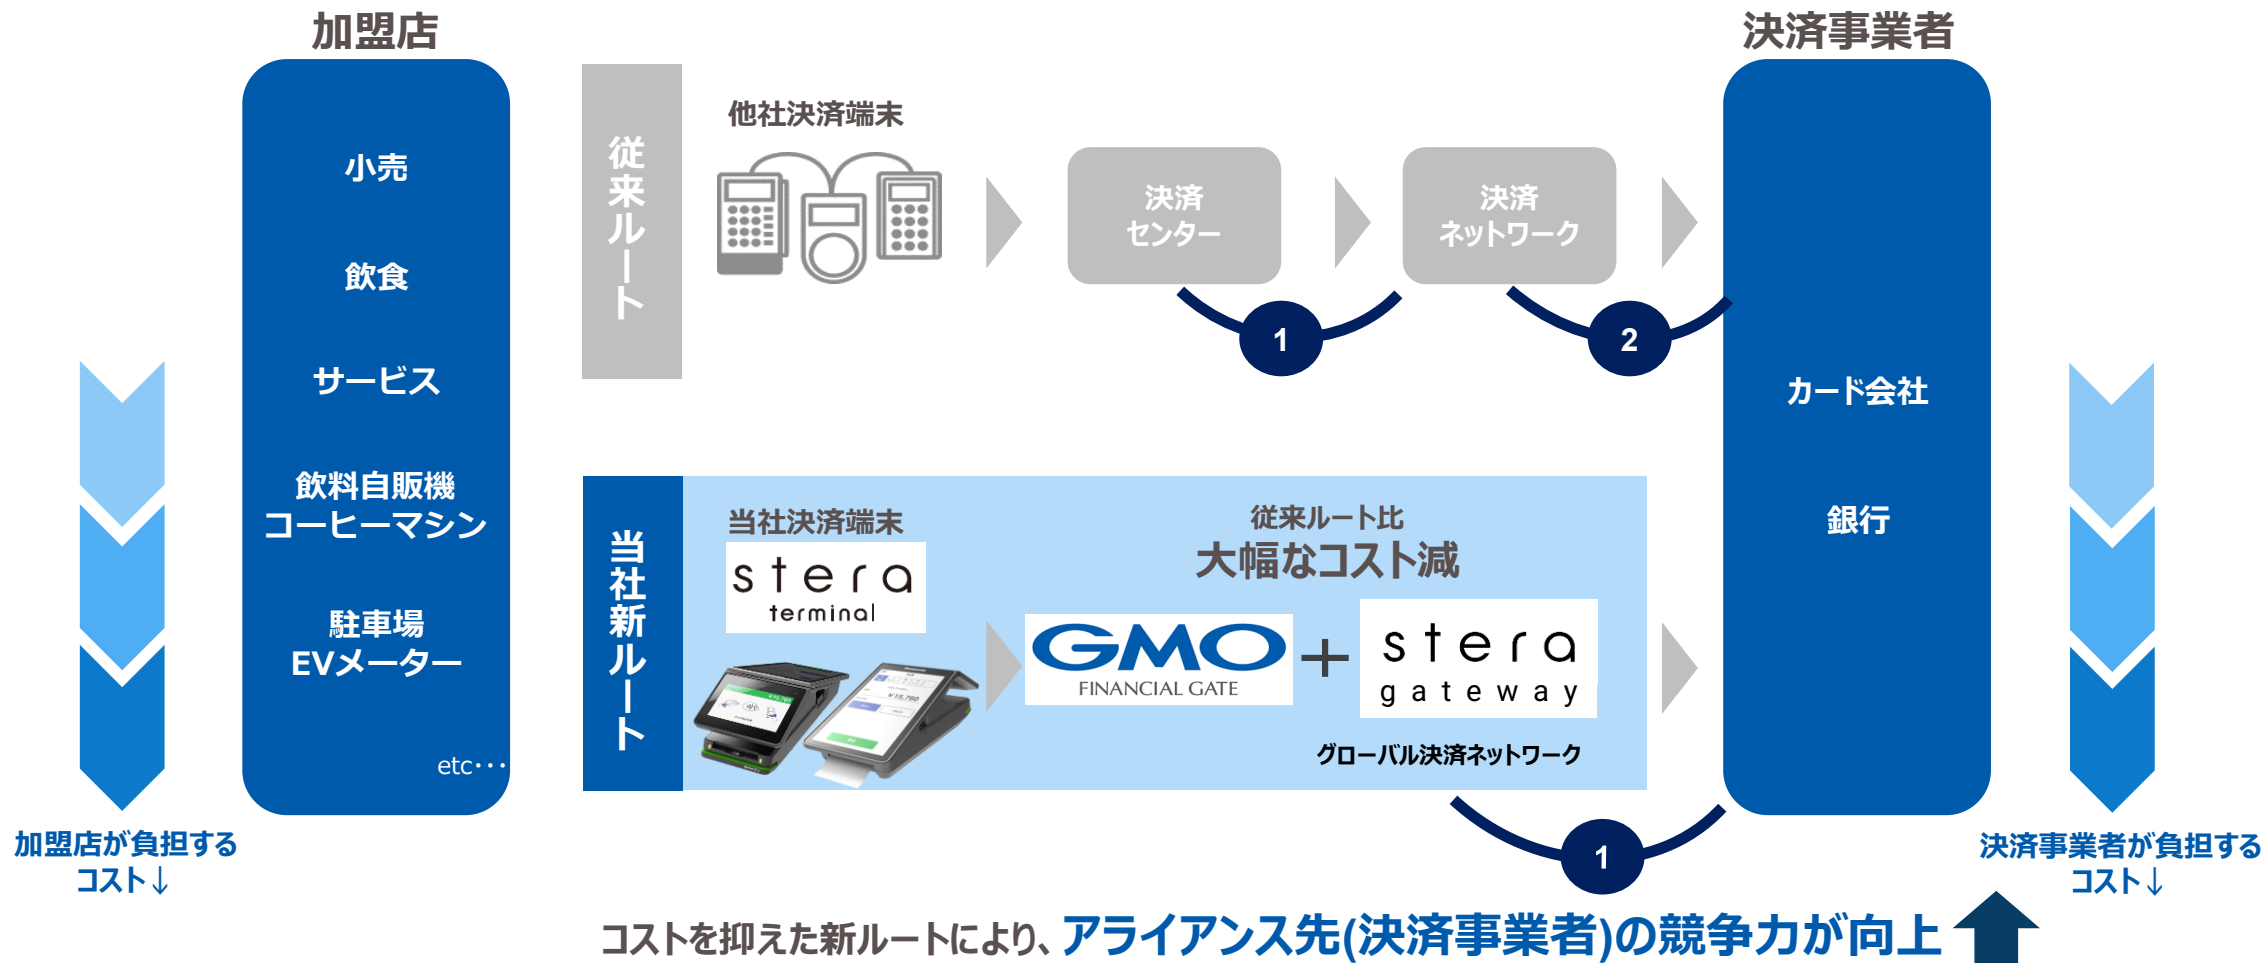 加盟店
小売
飲食
サービス
飲料自販機
コーヒーマシン
駐車場
EVメーター
etc･･･
加盟店が負担する
コスト↓
従来ルート
他社決済端末
決済
センター
決済
ネットワーク
1
2
当社新ルート
当社決済端末
stera
terminal
従来ルート比
大幅なコスト減
GMO
FINANCIAL GATE
+
stera
gateway
グローバル決済ネットワーク
1
決済事業者
カード会社
銀行
決済事業者が負担する
コスト↓
コストを抑えた新ルートにより、アライアンス先(決済事業者)の競争力が向上